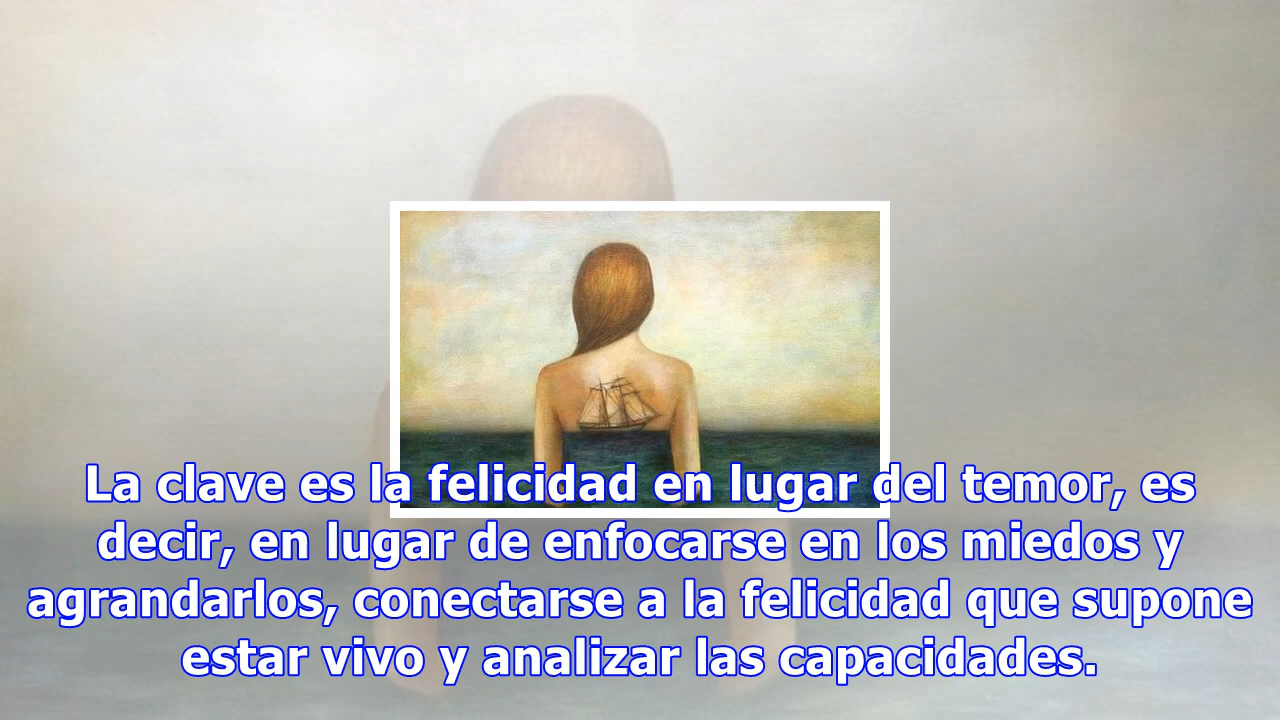 La clave es la felicidad en lugar del temor, es
decir, en lugar de enfocarse en los miedos y
agrandarlos, conectarse a la felicidad que supone
estar vivo y analizar las capacidades.